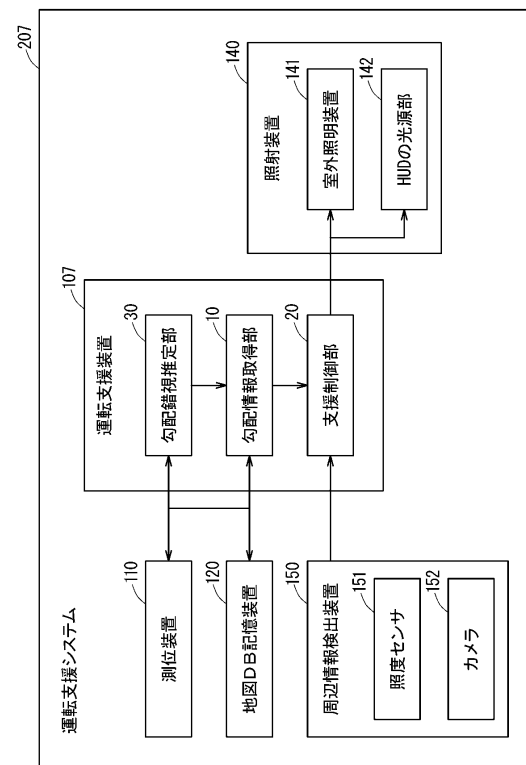 207
運転支援システム
110
測位装置
120
地図DB記憶装置
150
周辺情報検出装置
151
照度センサ
152
カメラ
107
運転支援装置
30
勾配錯視推定部
10
勾配情報取得部
20
支援制御部
140
照射装置
141
室外照明装置
142
HUDの光源部